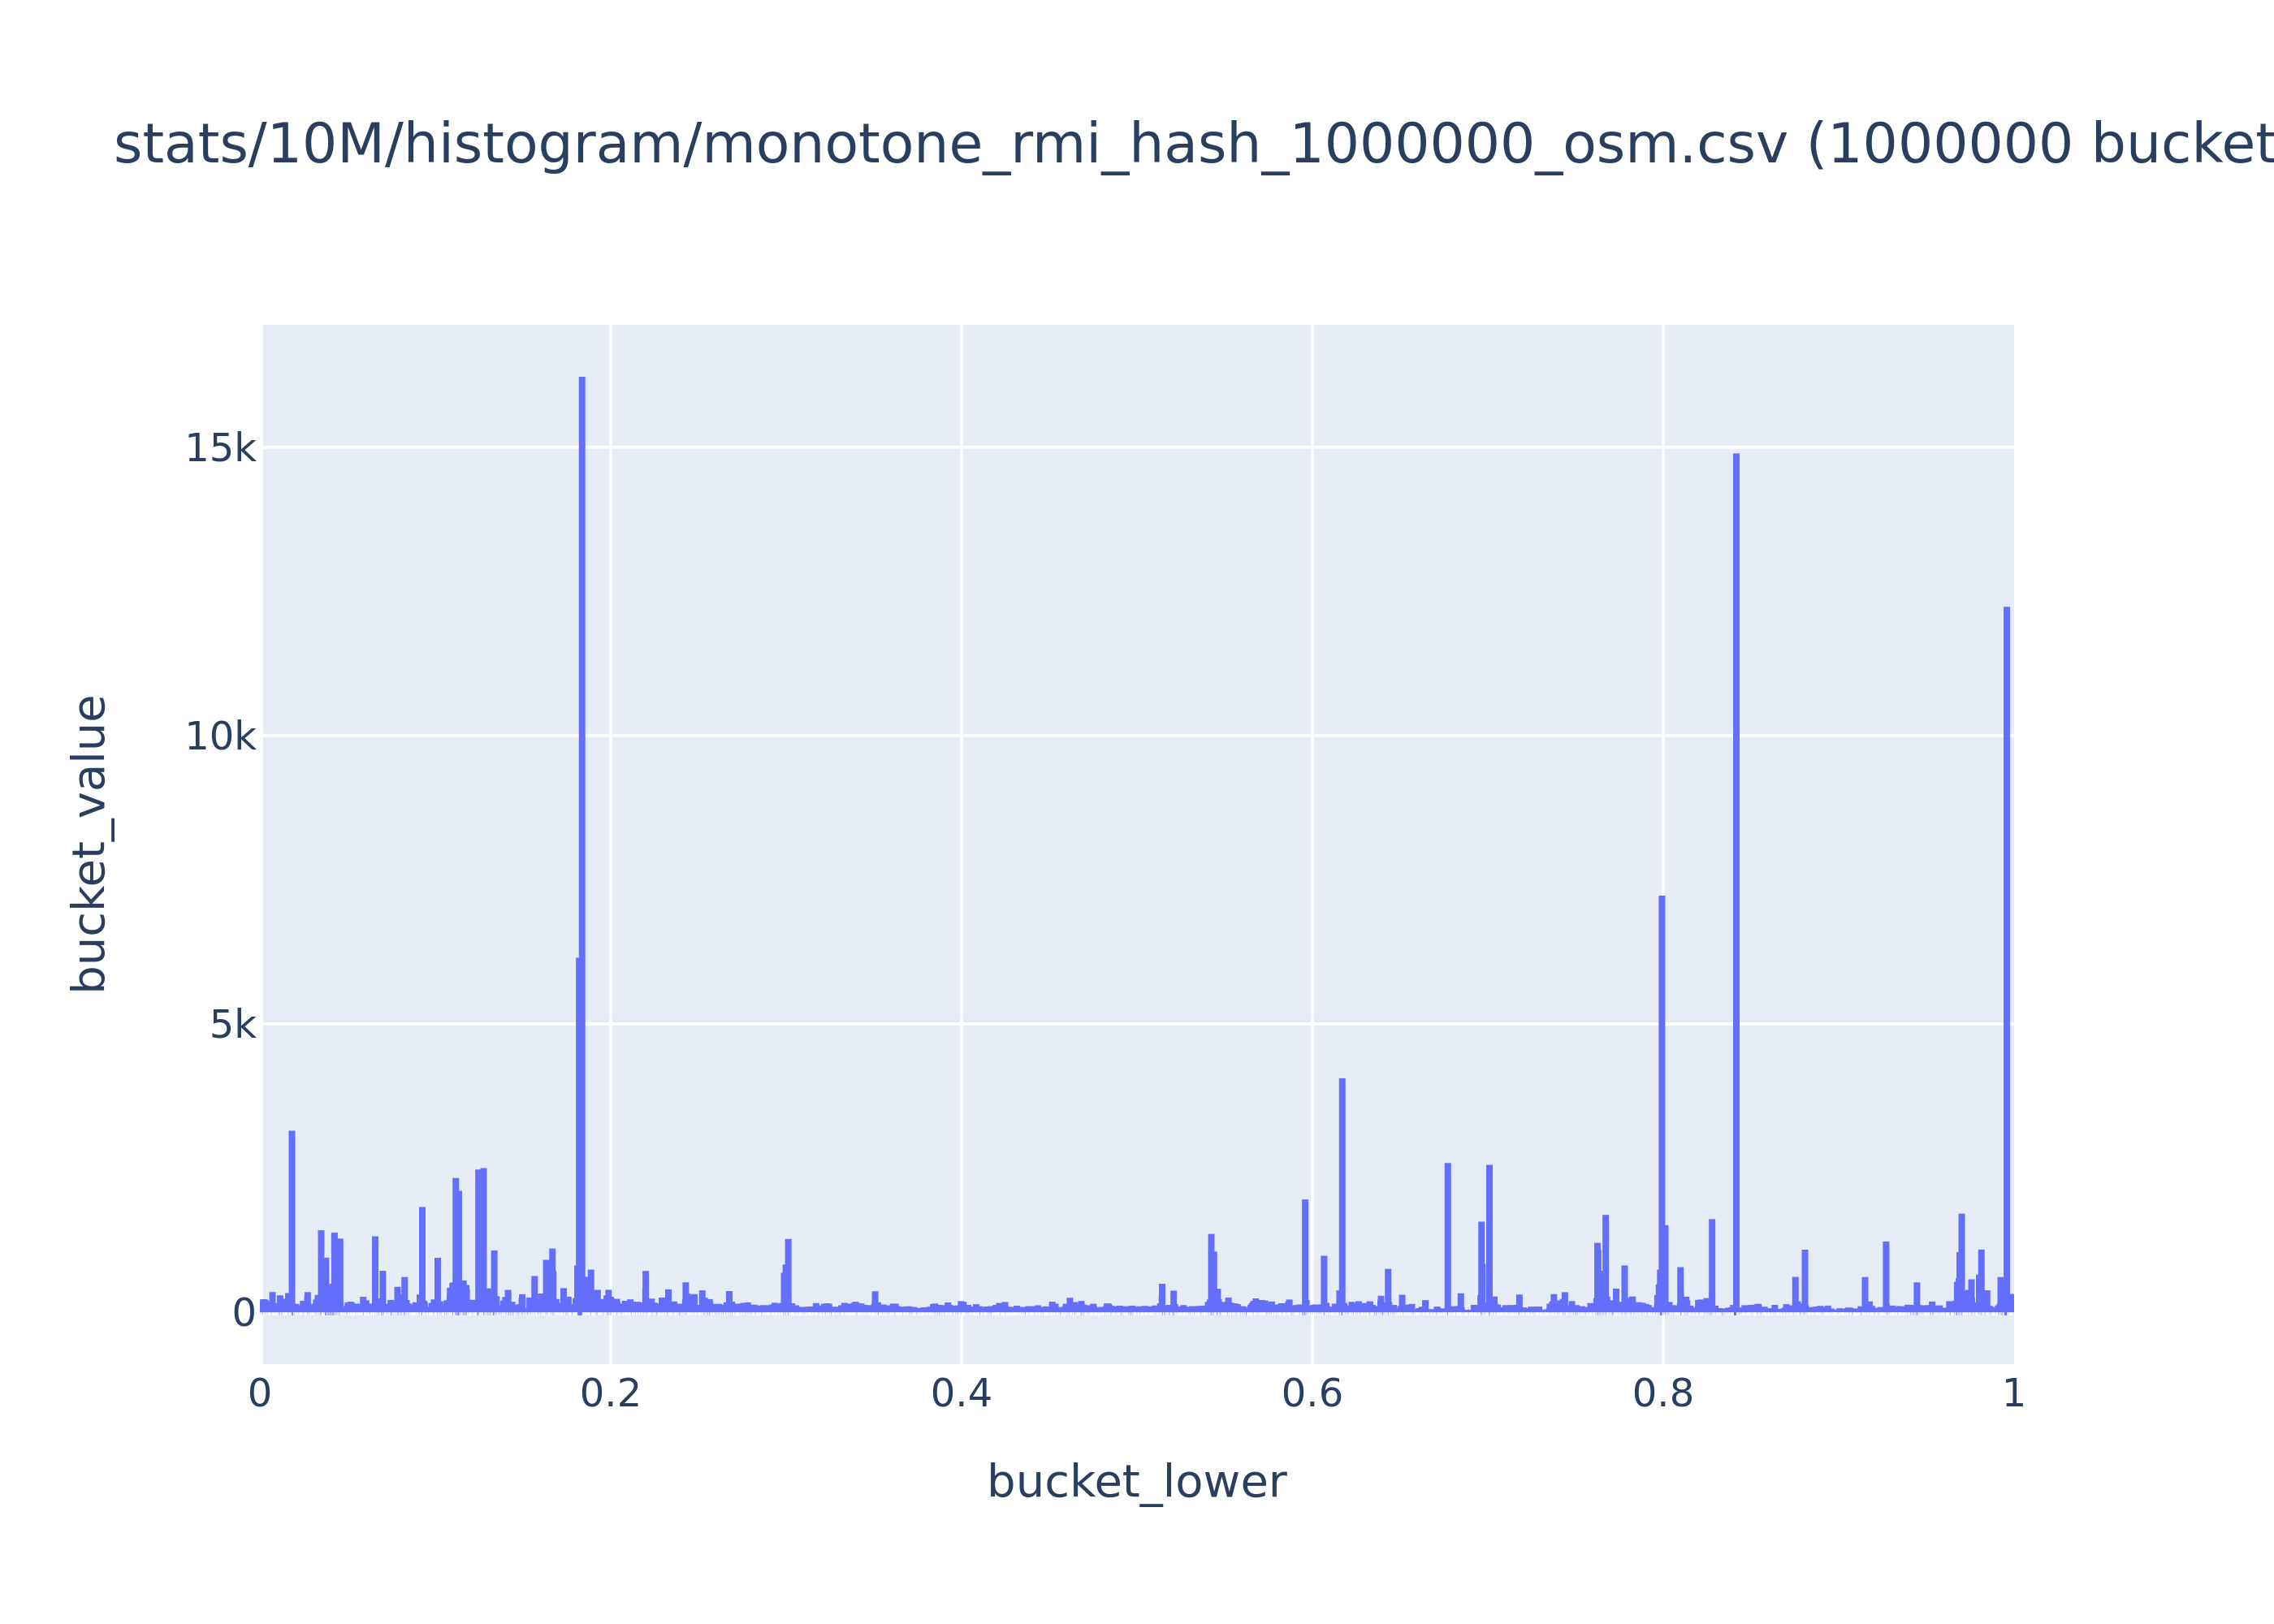 stats/10M/histogram/monotone_rmi_hash_1000000_osm.csv (1000000 bucket
15k
10k
5k
0
bucket_value
0
0.2
0.4
0.6
0.8
1
bucket_lower